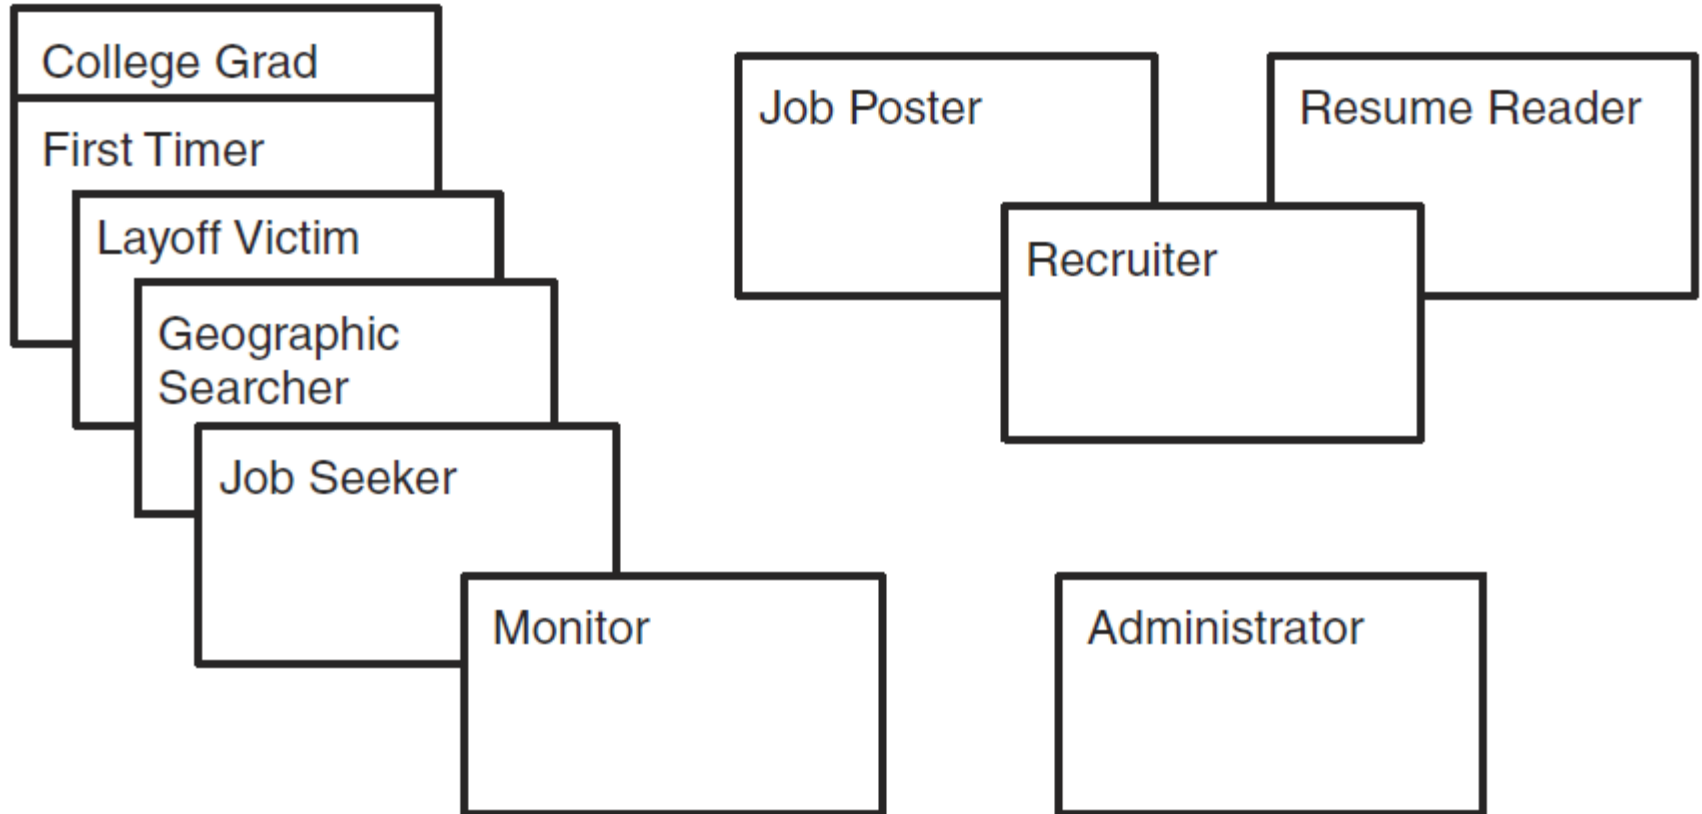 College Grad
First Timer
Layoff Victim
Geographic
Searcher
Job Seeker
Monitor
Job Poster
Resume Reader
Recruiter
Administrator